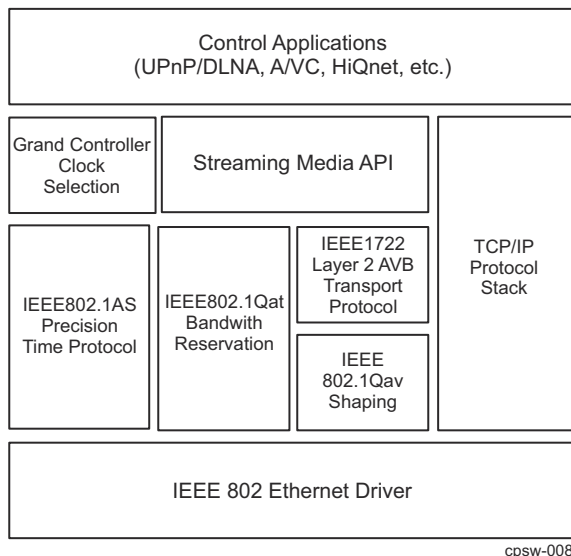 Control Applications
(UPnP/DLNA, A/VC, HiQnet, etc.)
Grand Controller
Clock
Selection
Streaming Media API
TCP/IP
Protocol
Stack
IEEE802.1AS
Precision
Time Protocol
IEEE802.1Qat
Bandwith
Reservation
IEEE1722
Layer 2 AVB
Transport
Protocol
IEEE
802.1Qav
Shaping
IEEE 802 Ethernet Driver
cpsw-008